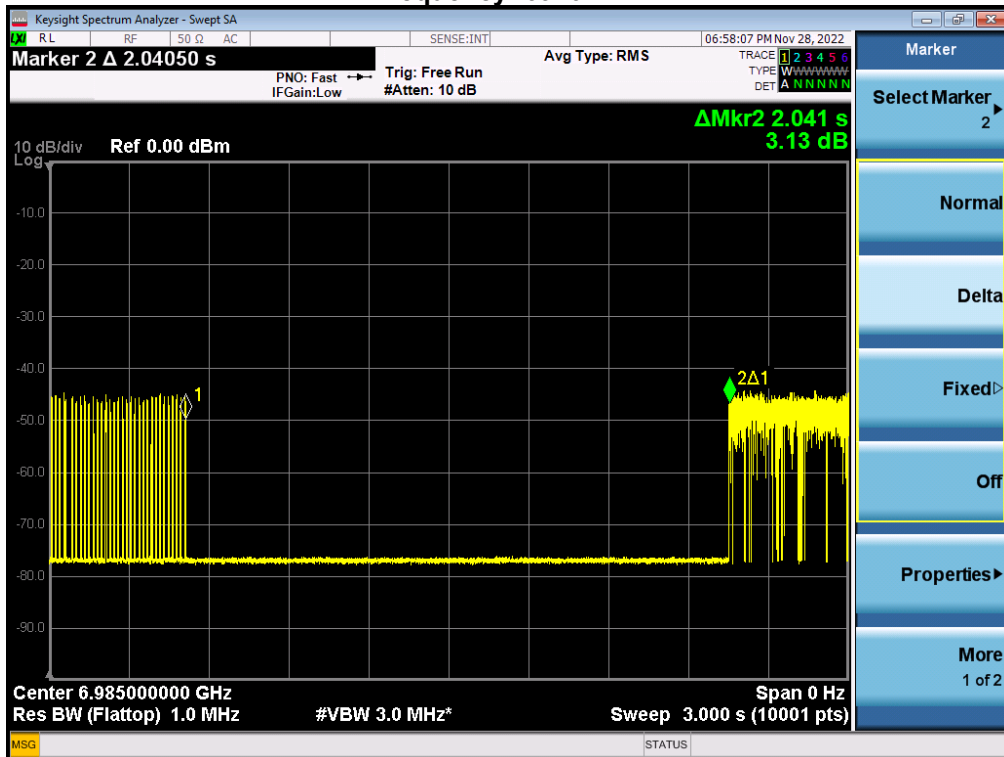 Keysight Spectrum Analyzer - Swept SA
LXI RL RF 50 Ω AC SENSE:INT 06:58:07 PM Nov 28, 2022
Marker 2 Δ 2.04050 s
PNO: Fast
IFGain:Low
Trig: Free Run
#Atten: 10 dB
Avg Type: RMS
TRACE 1 2 3 4 5 6
TYPE WWWWWW
DET A N N N N N
ΔMkr2 2.041 s
3.13 dB
10 dB/div Ref 0.00 dBm
Log
-10.0
-20.0
-30.0
-40.0
-50.0
-60.0
-70.0
-80.0
-90.0
1
2Δ1
Center 6.985000000 GHz Span 0 Hz
Res BW (Flattop) 1.0 MHz #VBW 3.0 MHz* Sweep 3.000 s (10001 pts)
MSG STATUS
Marker
Select Marker
2
Normal
Delta
Fixed
Off
Properties
More
1 of 2